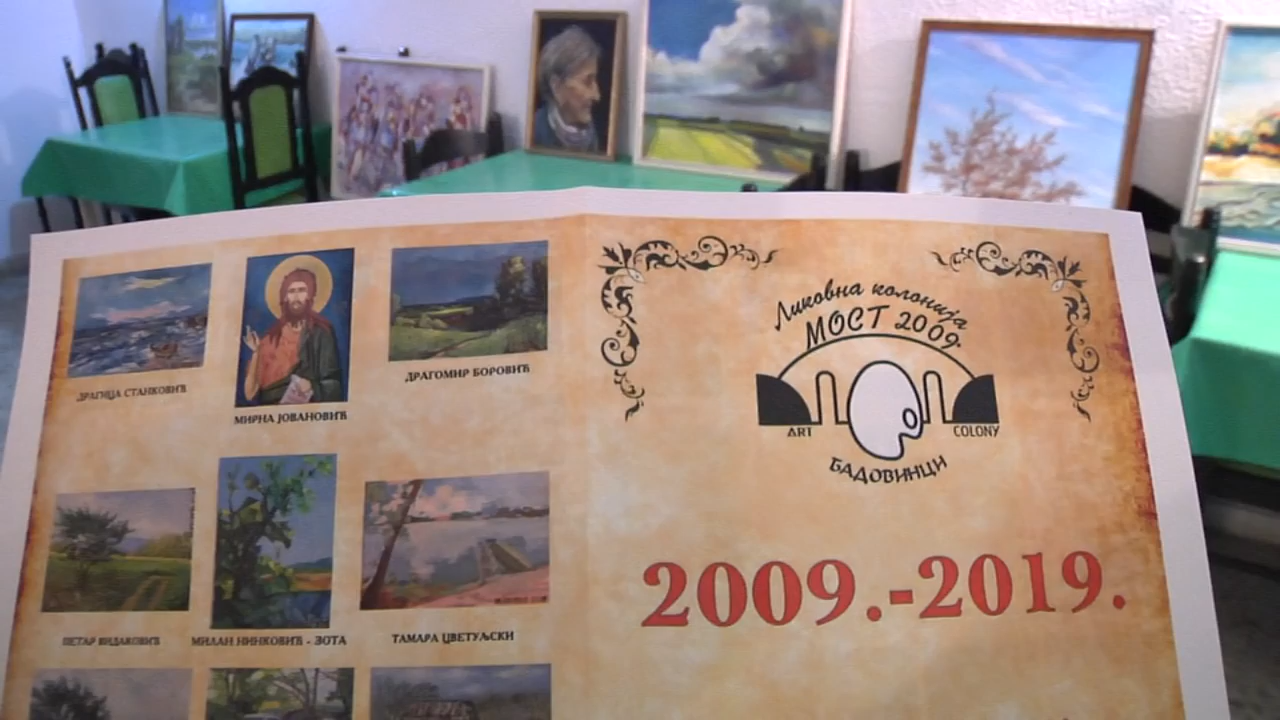 ДРАГИЦА СТАНКОВИЋ
МИРНА ЈОВАНОВИЋ
ДРАГОМИР БОРОВИЋ
ПЕТАР ВИДАКОВИЋ
МИЛАН НИНКОВИЋ - ЗОТА
ТАМАРА ЦВЕТУЉСКИ
Ликовна колонија
МОСТ 2009.
ART COLONY
БАДОВИНЦИ
2009.-2019.